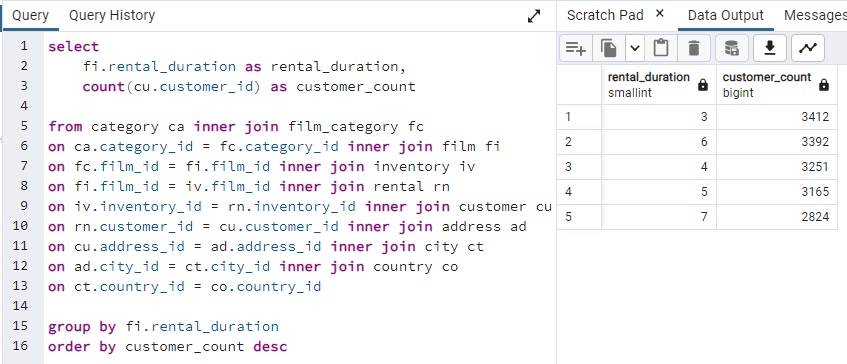 Query Query History Scratch Pad × Data Output Messages
1 select
2 fi.rental_duration as rental_duration,
3 count(cu.customer_id) as customer_count
4
5 from category ca inner join film_category fc
6 on ca.category_id = fc.category_id inner join film fi
7 on fc.film_id = fi.film_id inner join inventory iv
8 on fi.film_id = iv.film_id inner join rental rn
9 on iv.inventory_id = rn.inventory_id inner join customer cu
10 on rn.customer_id = cu.customer_id inner join address ad
11 on cu.address_id = ad.address_id inner join city ct
12 on ad.city_id = ct.city_id inner join country co
13 on ct.country_id = co.country_id
14
15 group by fi.rental_duration
16 order by customer_count desc
rental_duration customer_count
smallint bigint
1 3 3412
2 6 3392
3 4 3251
4 5 3165
5 7 2824